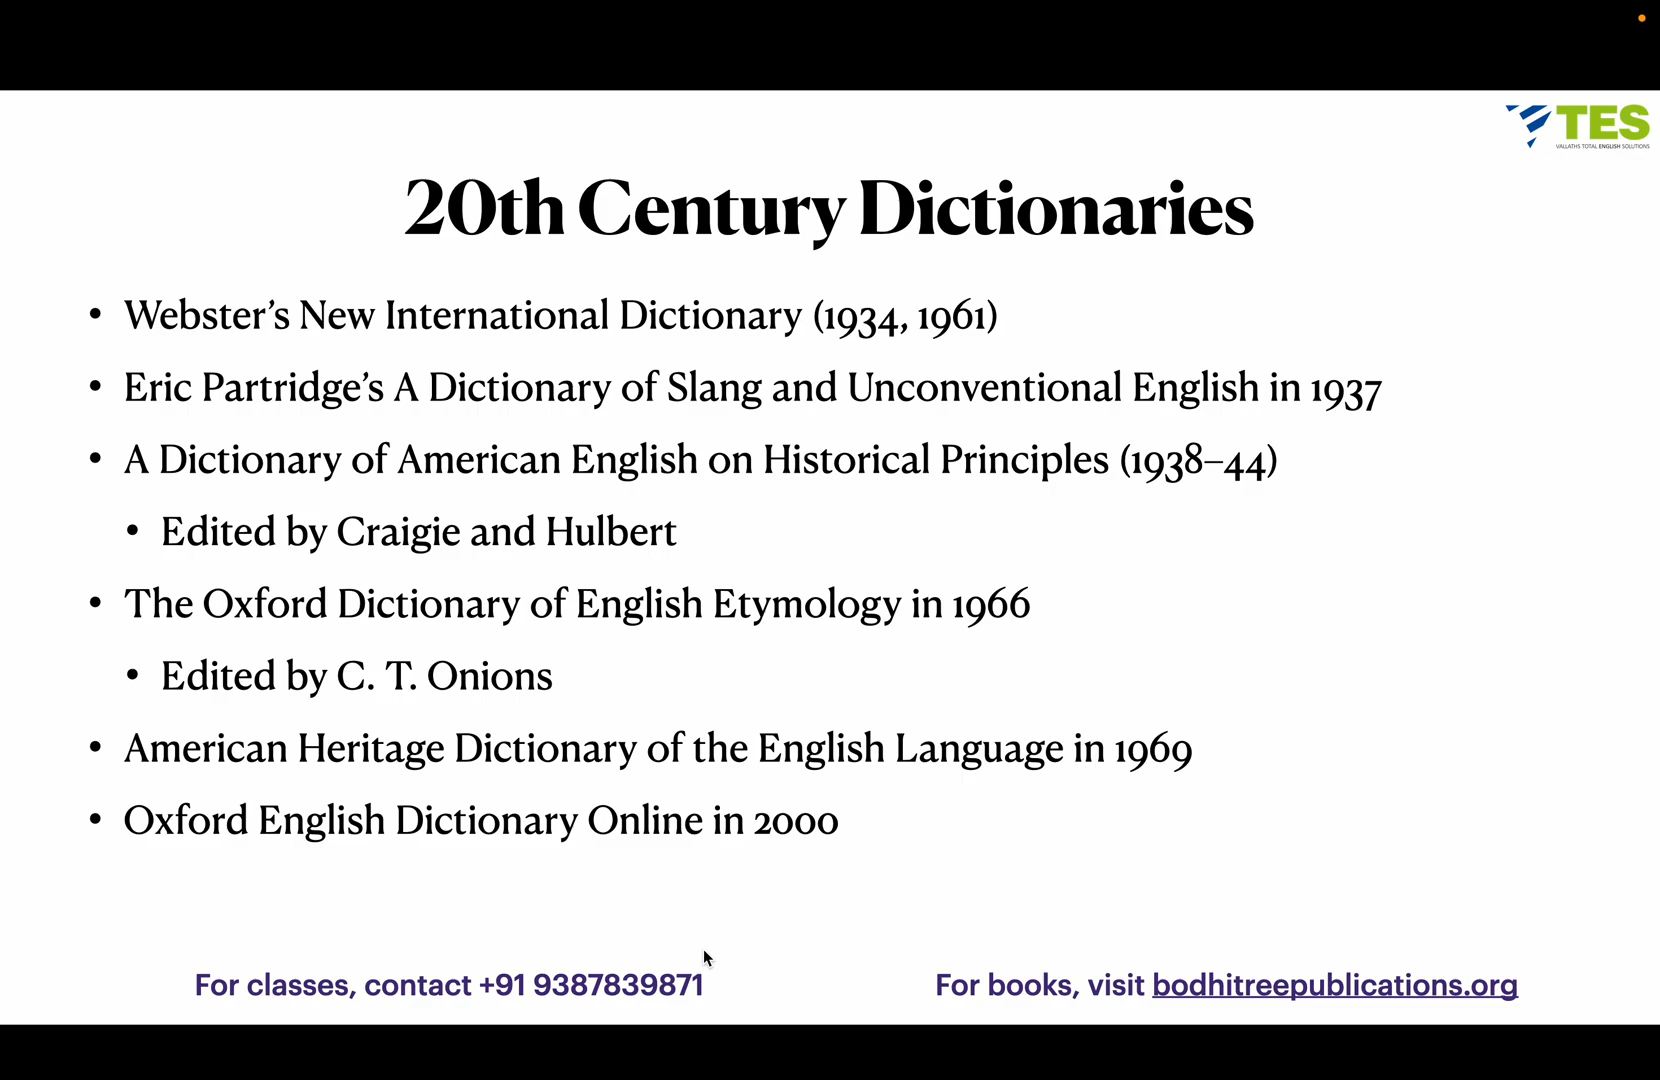 TES
VALLATHS TOTAL ENGLISH SOLUTIONS
20th Century Dictionaries
• Webster’s New International Dictionary (1934, 1961)
• Eric Partridge’s A Dictionary of Slang and Unconventional English in 1937
• A Dictionary of American English on Historical Principles (1938–44)
• Edited by Craigie and Hulbert
• The Oxford Dictionary of English Etymology in 1966
• Edited by C. T. Onions
• American Heritage Dictionary of the English Language in 1969
• Oxford English Dictionary Online in 2000
For classes, contact +91 9387839871
For books, visit bodhitreepublications.org